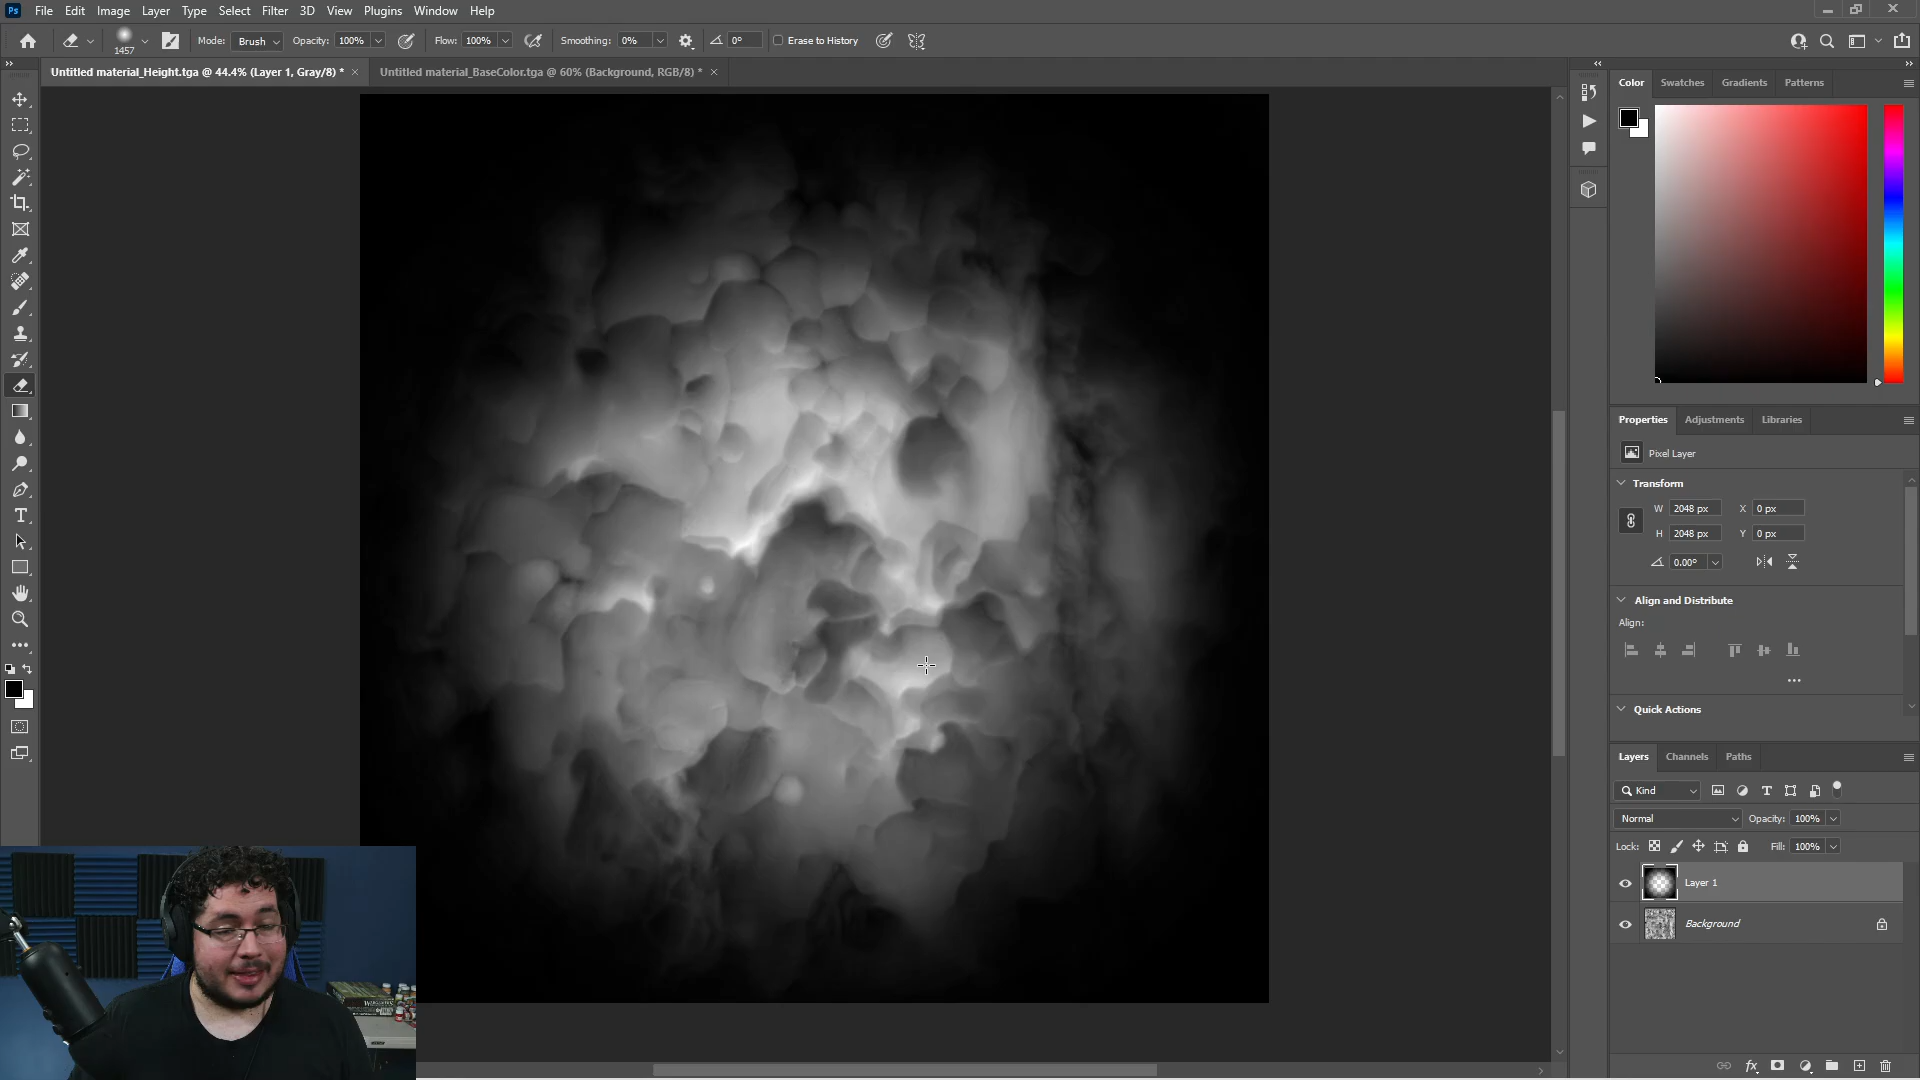 Ps File Edit Image Layer Type Select Filter 3D View Plugins Window Help
1457 Mode: Brush Opacity: 100% Flow: 100% Smoothing: 0% 0° Erase to History
Untitled material_Height.tga @ 44.4% (Layer 1, Gray/8) * Untitled material_BaseColor.tga @ 60% (Background, RGB/8) *
Color Swatches Gradients Patterns
Properties Adjustments Libraries
Pixel Layer
Transform
W 2048 px X 0 px
H 2048 px Y 0 px
0.00°
Align and Distribute
Align:
Quick Actions
Layers Channels Paths
Kind
Normal Opacity: 100%
Lock: Fill: 100%
Layer 1
Background